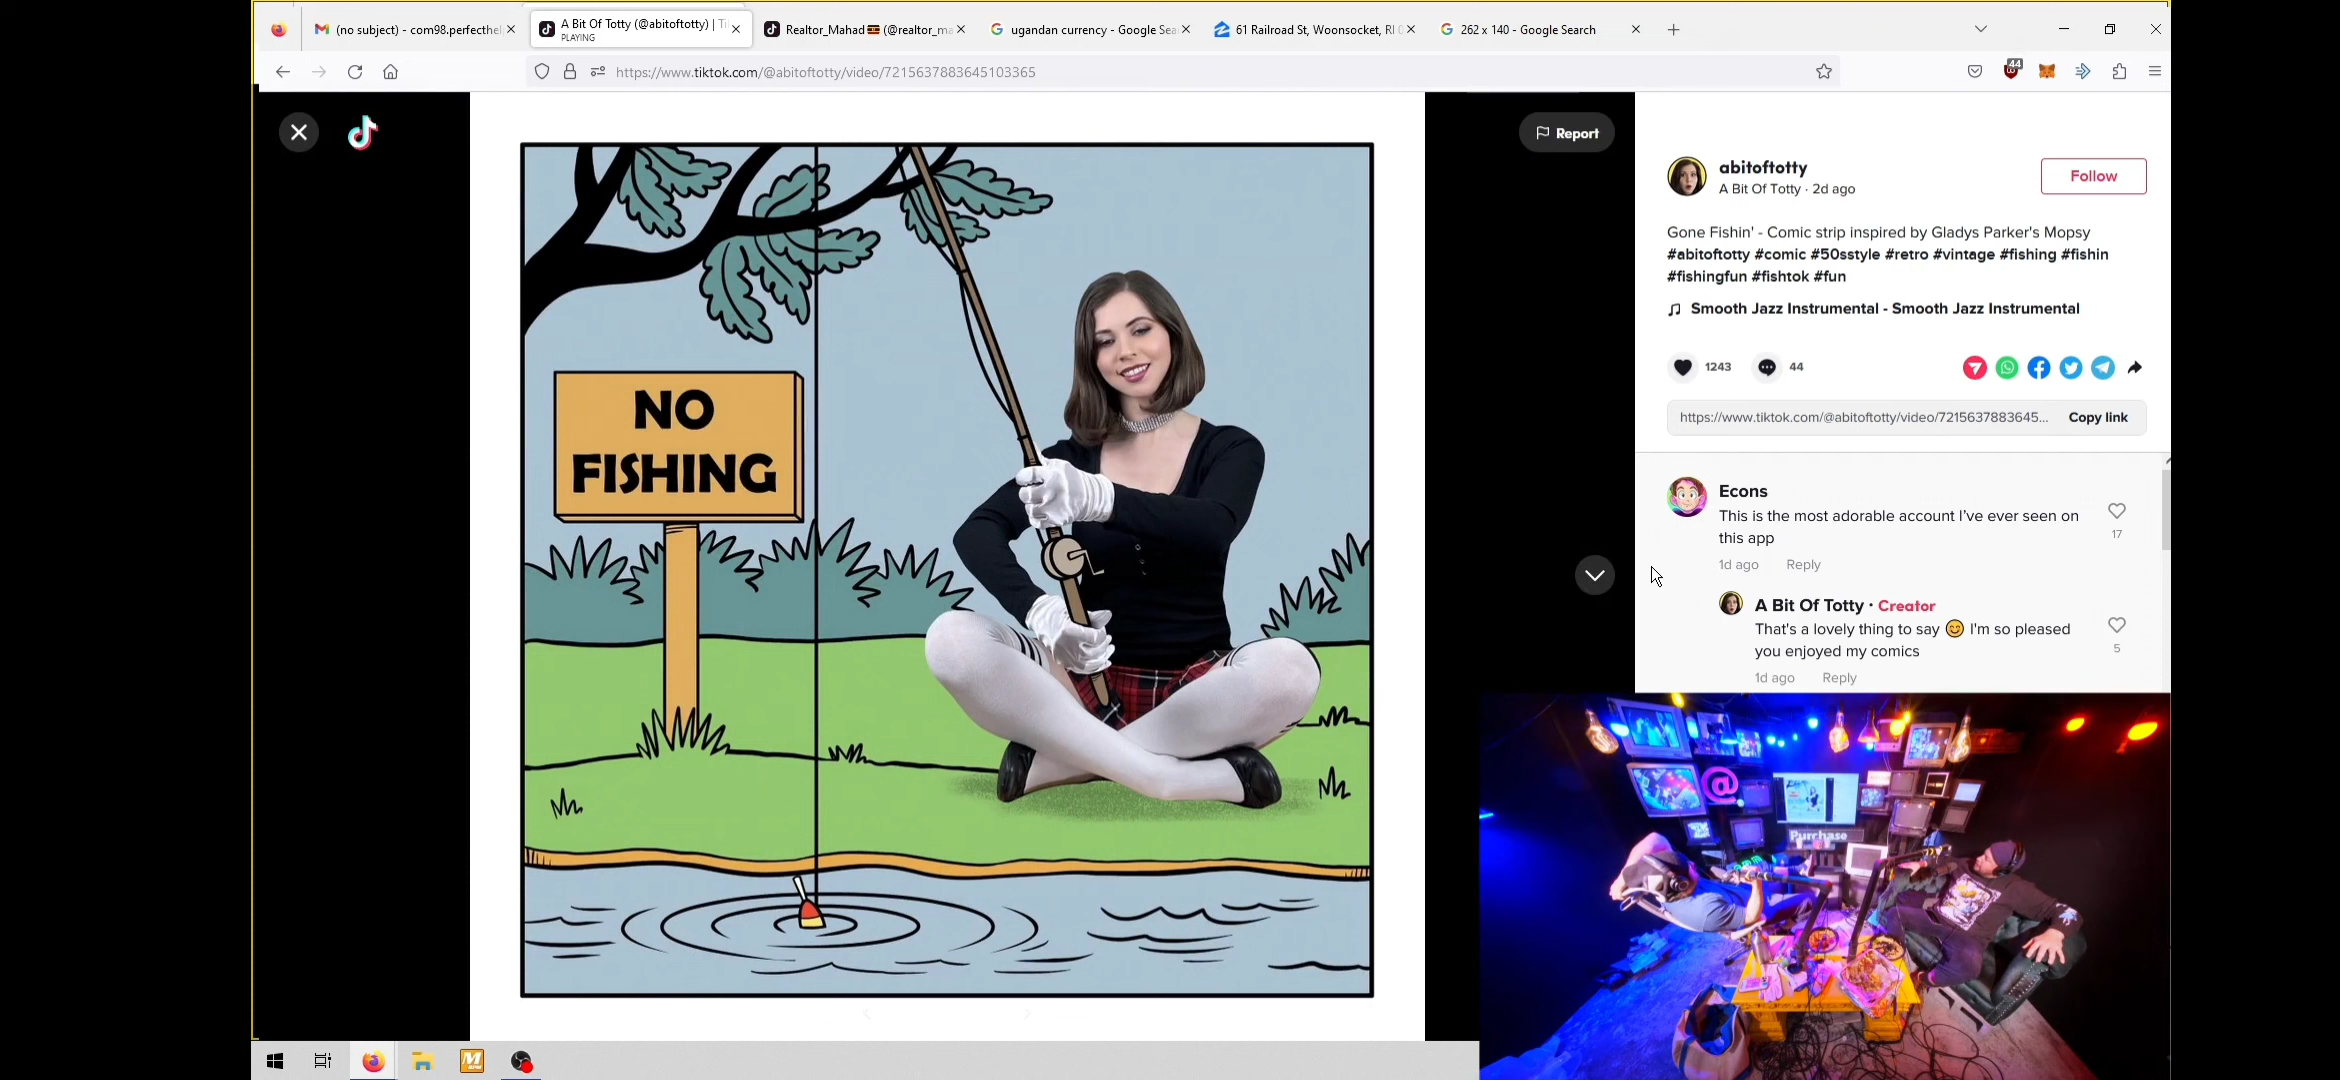 (no subject) - com98.perfecthe
A Bit Of Totty (@abitoftotty) | Ti
PLAYING
Realtor_Mahad (@realtor_ma
ugandan currency - Google Sea
61 Railroad St, Woonsocket, RI 0
262 x 140 - Google Search
https://www.tiktok.com/@abitoftotty/video/7215637883645103365
44
Report
abitoftotty
A Bit Of Totty · 2d ago
Follow
Gone Fishin' - Comic strip inspired by Gladys Parker's Mopsy
#abitoftotty #comic #50sstyle #retro #vintage #fishing #fishin
#fishingfun #fishtok #fun
Smooth Jazz Instrumental - Smooth Jazz Instrumental
1243
44
https://www.tiktok.com/@abitoftotty/video/7215637883645...
Copy link
NO
FISHING
Econs
This is the most adorable account I've ever seen on
this app
17
1d ago Reply
A Bit Of Totty · Creator
That's a lovely thing to say 😊 I'm so pleased
you enjoyed my comics
5
1d ago Reply
@
Purchase